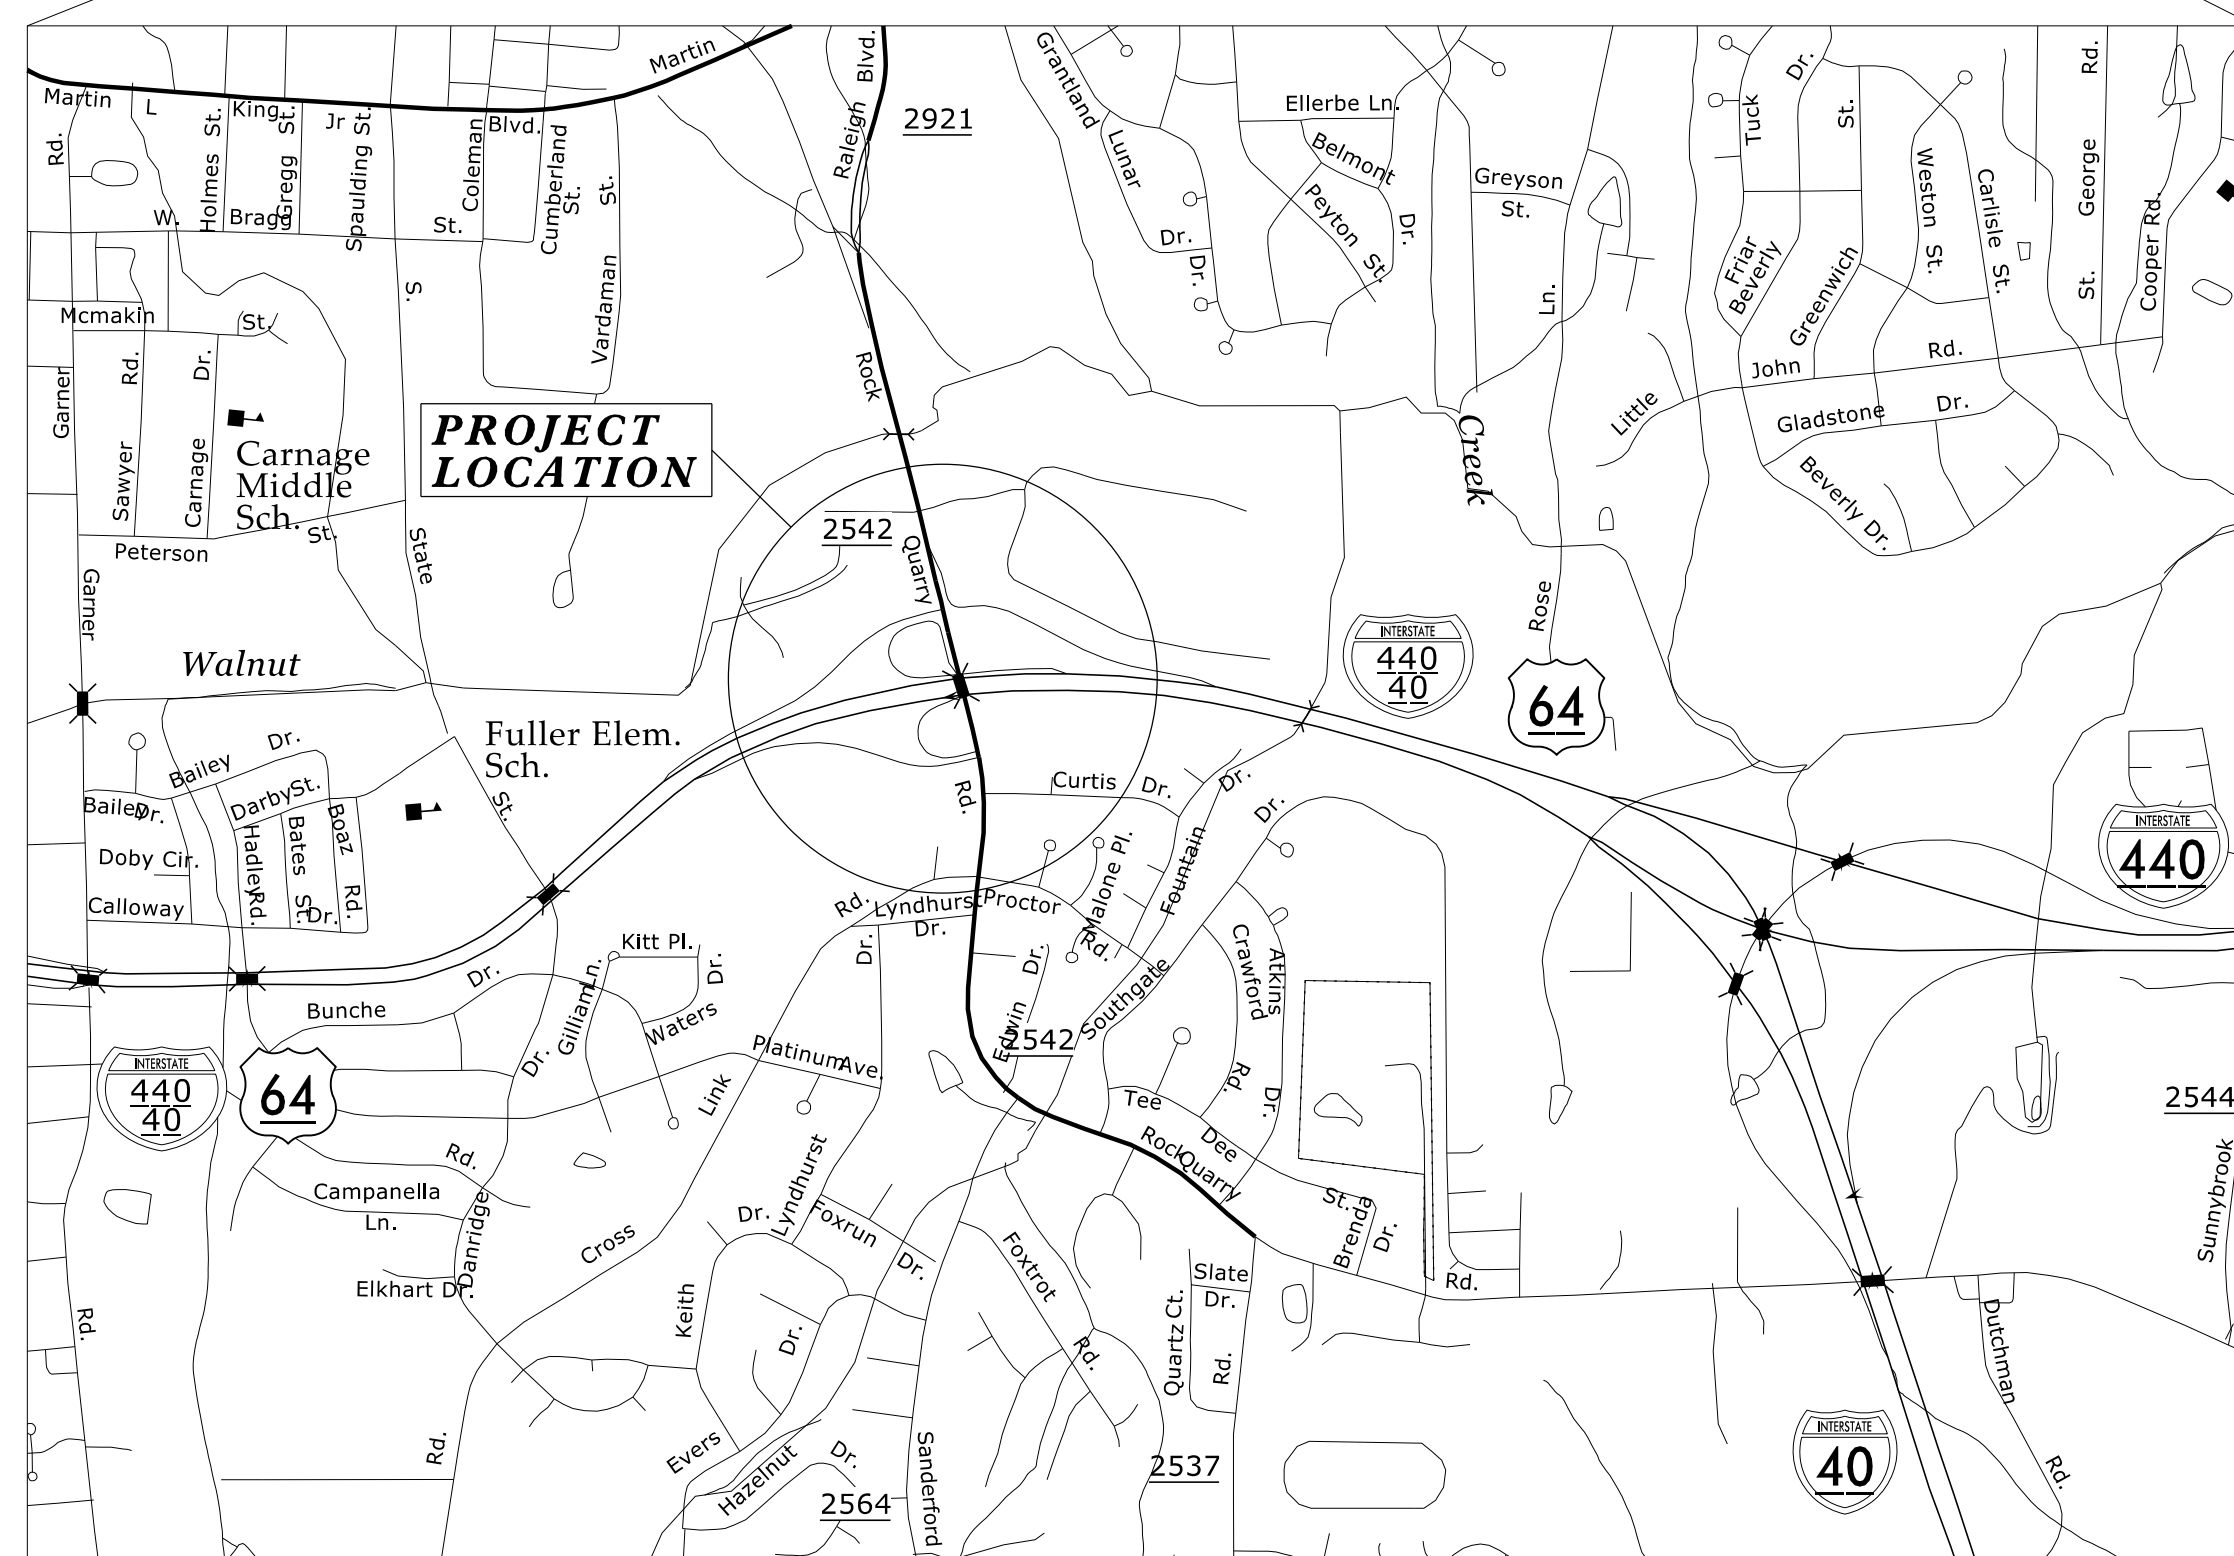 Martin
Blvd.
Raleigh
2921
Martin
L
King
Jr
Blvd.
Rd.
Holmes St.
Gregg St.
Spaulding St.
Coleman
Cumberland
St.
St.
Vardaman
W.
Bragg
St.
S.
State
St.
Mcmakin
St.
Garner
Sawyer
Rd.
Carnage
Dr.
Carnage
Middle
Sch.
Peterson
St.
Garner
PROJECT
LOCATION
Rock
Quarry
Rd.
2542
Grantland
Lunar
Dr.
Dr.
Ellerbe Ln.
Belmont
Dr.
Peyton
St.
Greyson
St.
Ln.
Rose
Creek
Little
John
Rd.
Tuck
Friar
Beverly
Dr.
Greenwich
St.
Weston
St.
Carlisle
St.
St.
George
Rd.
Cooper Rd.
Gladstone
Dr.
Beverly Dr.
Walnut
Fuller Elem.
Sch.
INTERSTATE
440
40
64
INTERSTATE
440
Bailey
Dr.
Bailey
Dr.
Darby
St.
Boaz
Rd.
Bates
St.
Hadley
Rd.
Doby Cir.
Calloway
Dr.
Curtis
Dr.
Malone Pl.
Fountain
Dr.
Dr.
Southgate
Rd.
Lyndhurst
Dr.
Proctor
Rd.
Dr.
Edwin
Dr.
2542
Crawford
Rd.
Atkins
Dr.
Kitt Pl.
Dr.
Waters
Gilliam
Ln.
Bunche
Dr.
Dr.
Platinum
Ave.
Link
Cross
Rd.
INTERSTATE
440
40
64
Campanella
Ln.
Rd.
Danridge
Elkhart Dr.
Rd.
Lyndhurst
Dr.
Foxrun
Dr.
Keith
Dr.
Evers
Hazelnut
Dr.
2564
Sanderford
Foxtrot
Rd.
Tee
Dee
St.
Rock
Quarry
Rd.
Brenda
Dr.
Slate
Dr.
Quartz Ct.
Rd.
2537
2544
Sunnybrook
Dutchman
Rd.
INTERSTATE
40